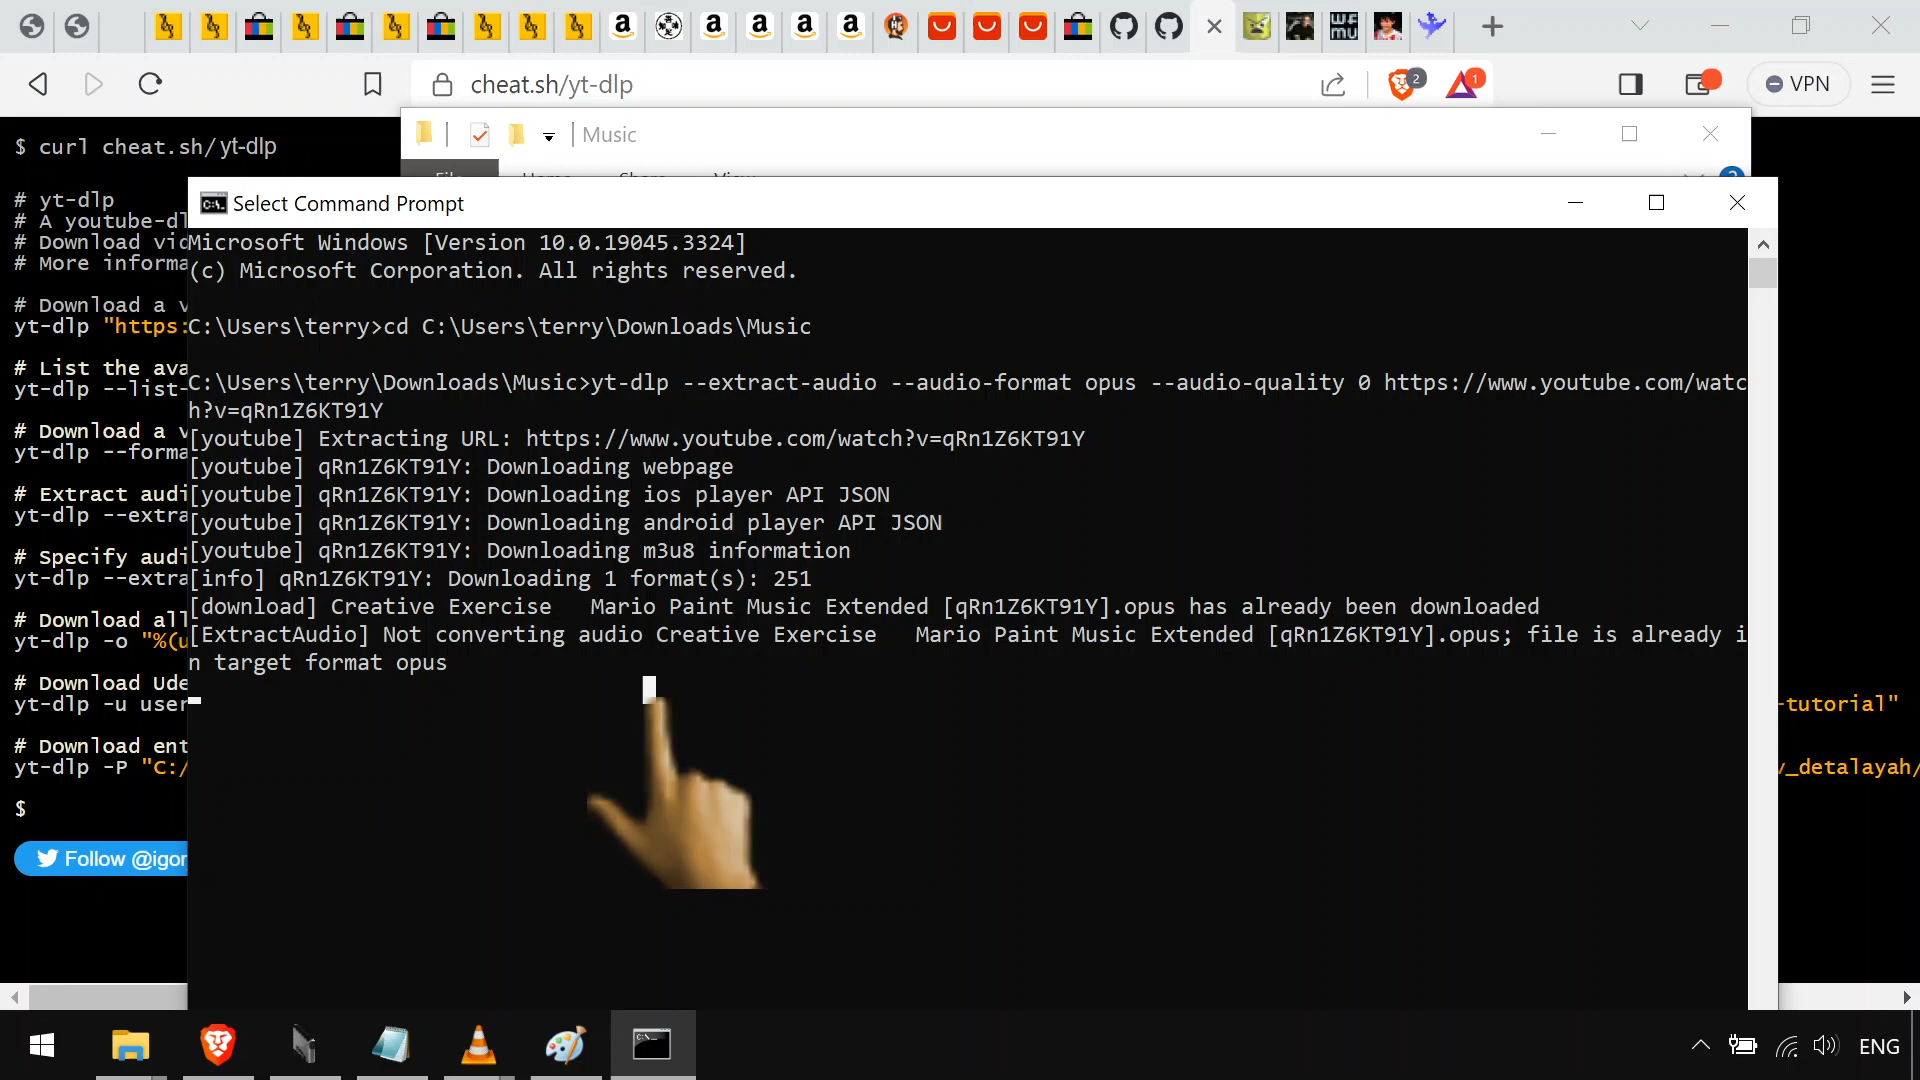 cheat.sh/yt-dlp
2
1
VPN
Music
$ curl cheat.sh/yt-dlp
# yt-dlp
# A youtube-dl
# Download vid
# More informa
# Download a v
yt-dlp "https:
# List the ava
yt-dlp --list-
# Download a v
yt-dlp --forma
# Extract audi
yt-dlp --extra
# Specify audi
yt-dlp --extra
# Download all
yt-dlp -o "%(u
# Download Ude
yt-dlp -u user
-tutorial"
# Download ent
yt-dlp -P "C:/
/_detalayah/
$
Follow @igor
Select Command Prompt
Microsoft Windows [Version 10.0.19045.3324]
(c) Microsoft Corporation. All rights reserved.
C:\Users\terry>cd C:\Users\terry\Downloads\Music
C:\Users\terry\Downloads\Music>yt-dlp --extract-audio --audio-format opus --audio-quality 0 https://www.youtube.com/watc
h?v=qRn1Z6KT91Y
[youtube] Extracting URL: https://www.youtube.com/watch?v=qRn1Z6KT91Y
[youtube] qRn1Z6KT91Y: Downloading webpage
[youtube] qRn1Z6KT91Y: Downloading ios player API JSON
[youtube] qRn1Z6KT91Y: Downloading android player API JSON
[youtube] qRn1Z6KT91Y: Downloading m3u8 information
[info] qRn1Z6KT91Y: Downloading 1 format(s): 251
[download] Creative Exercise   Mario Paint Music Extended [qRn1Z6KT91Y].opus has already been downloaded
[ExtractAudio] Not converting audio Creative Exercise   Mario Paint Music Extended [qRn1Z6KT91Y].opus; file is already i
n target format opus
ENG